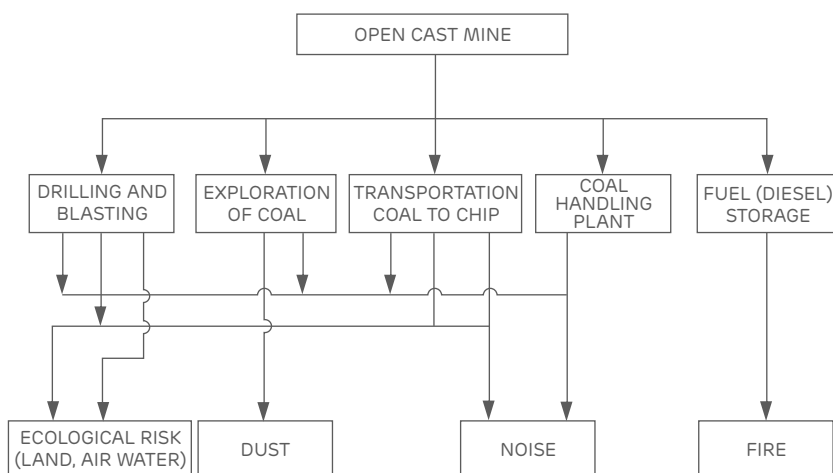 OPEN CAST MINE
DRILLING AND
BLASTING
EXPLORATION
OF COAL
TRANSPORTATION
COAL TO CHIP
COAL
HANDLING
PLANT
FUEL (DIESEL)
STORAGE
ECOLOGICAL RISK
(LAND, AIR WATER)
DUST
NOISE
FIRE